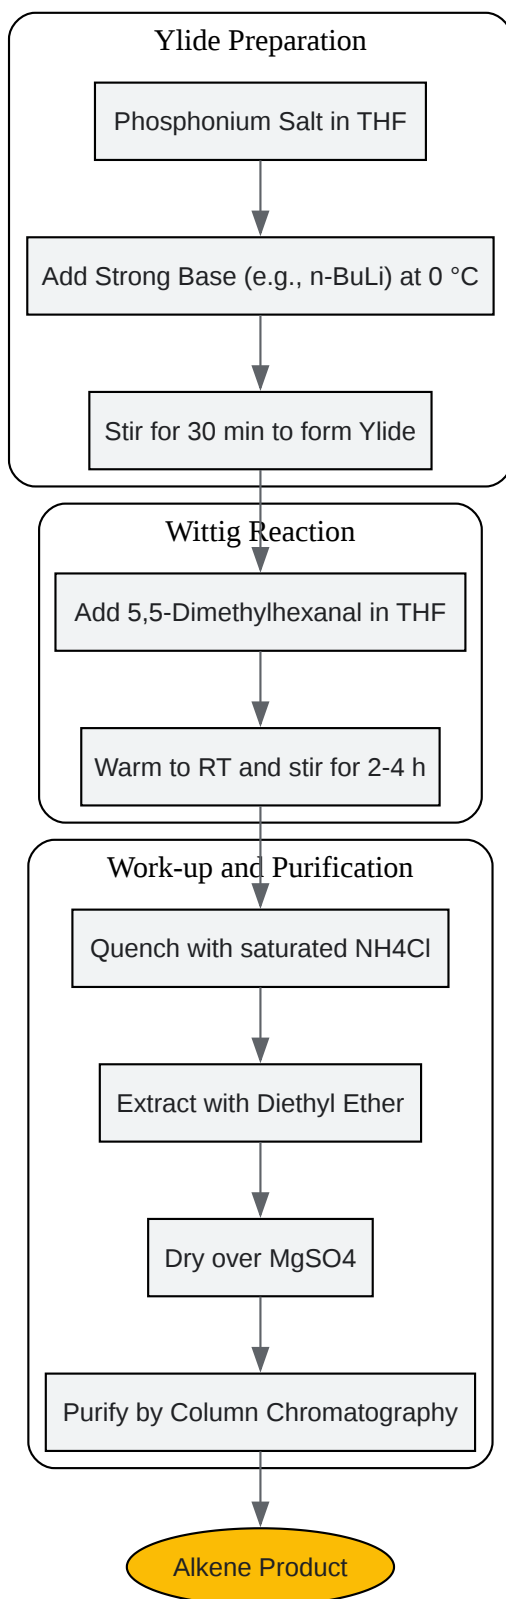 Ylide Preparation
Phosphonium Salt in THF
Add Strong Base (e.g., n-BuLi) at 0 °C
Stir for 30 min to form Ylide
Wittig Reaction
Add 5,5-Dimethylhexanal in THF
Warm to RT and stir for 2-4 h
Work-up and Purification
Quench with saturated NH4Cl
Extract with Diethyl Ether
Dry over MgSO4
Purify by Column Chromatography
Alkene Product